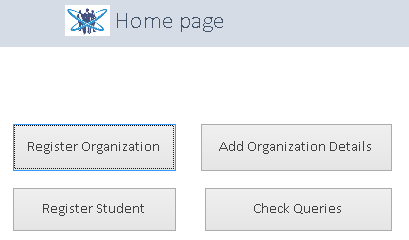 Home page
Register Organization
Add Organization Details
Register Student
Check Queries